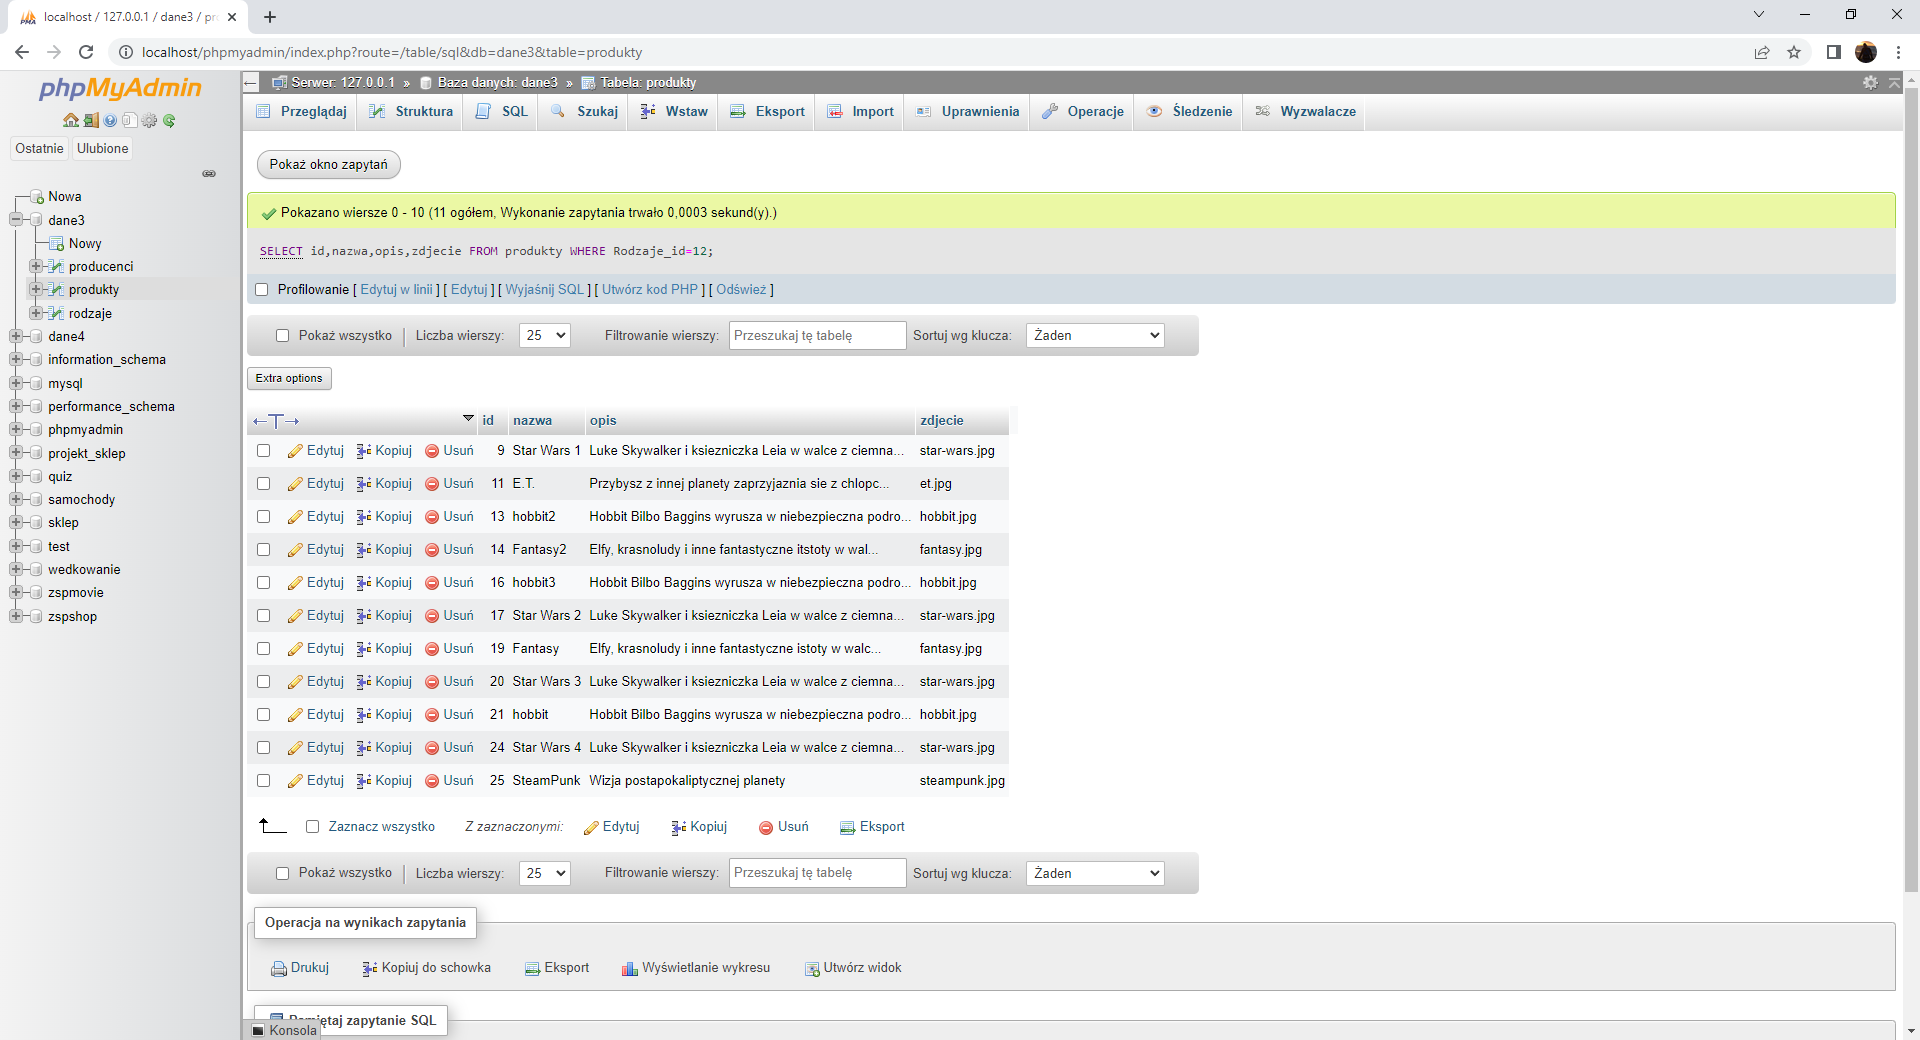 localhost / 127.0.0.1 / dane3 / pr
localhost/phpmyadmin/index.php?route=/table/sql&db=dane3&table=produkty
phpMyAdmin
Ostatnie Ulubione
Nowa
dane3
Nowy
producenci
produkty
rodzaje
dane4
information_schema
mysql
performance_schema
phpmyadmin
projekt_sklep
quiz
samochody
sklep
test
wedkowanie
zspmovie
zspshop
Serwer: 127.0.0.1 » Baza danych: dane3 » Tabela: produkty
Przeglądaj Struktura SQL Szukaj Wstaw Eksport Import Uprawnienia Operacje Śledzenie Wyzwalacze
Pokaż okno zapytań
Pokazano wiersze 0 - 10 (11 ogółem, Wykonanie zapytania trwało 0,0003 sekund(y).)
SELECT id,nazwa,opis,zdjecie FROM produkty WHERE Rodzaje_id=12;
Profilowanie [ Edytuj w linii ] [ Edytuj ] [ Wyjaśnij SQL ] [ Utwórz kod PHP ] [ Odśwież ]
Pokaż wszystko | Liczba wierszy: 25 Filtrowanie wierszy: Przeszukaj tę tabelę Sortuj wg klucza: Żaden
Extra options
←T→ id nazwa opis zdjecie
Edytuj Kopiuj Usuń 9 Star Wars 1 Luke Skywalker i ksiezniczka Leia w walce z ciemna... star-wars.jpg
Edytuj Kopiuj Usuń 11 E.T. Przybysz z innej planety zaprzyjaznia sie z chlopc... et.jpg
Edytuj Kopiuj Usuń 13 hobbit2 Hobbit Bilbo Baggins wyrusza w niebezpieczna podro... hobbit.jpg
Edytuj Kopiuj Usuń 14 Fantasy2 Elfy, krasnoludy i inne fantastyczne itstoty w wal... fantasy.jpg
Edytuj Kopiuj Usuń 16 hobbit3 Hobbit Bilbo Baggins wyrusza w niebezpieczna podro... hobbit.jpg
Edytuj Kopiuj Usuń 17 Star Wars 2 Luke Skywalker i ksiezniczka Leia w walce z ciemna... star-wars.jpg
Edytuj Kopiuj Usuń 19 Fantasy Elfy, krasnoludy i inne fantastyczne istoty w walc... fantasy.jpg
Edytuj Kopiuj Usuń 20 Star Wars 3 Luke Skywalker i ksiezniczka Leia w walce z ciemna... star-wars.jpg
Edytuj Kopiuj Usuń 21 hobbit Hobbit Bilbo Baggins wyrusza w niebezpieczna podro... hobbit.jpg
Edytuj Kopiuj Usuń 24 Star Wars 4 Luke Skywalker i ksiezniczka Leia w walce z ciemna... star-wars.jpg
Edytuj Kopiuj Usuń 25 SteamPunk Wizja postapokaliptycznej planety steampunk.jpg
Zaznacz wszystko Z zaznaczonymi: Edytuj Kopiuj Usuń Eksport
Pokaż wszystko | Liczba wierszy: 25 Filtrowanie wierszy: Przeszukaj tę tabelę Sortuj wg klucza: Żaden
Operacja na wynikach zapytania
Drukuj Kopiuj do schowka Eksport Wyświetlanie wykresu Utwórz widok
Pamiętaj zapytanie SQL
Konsola